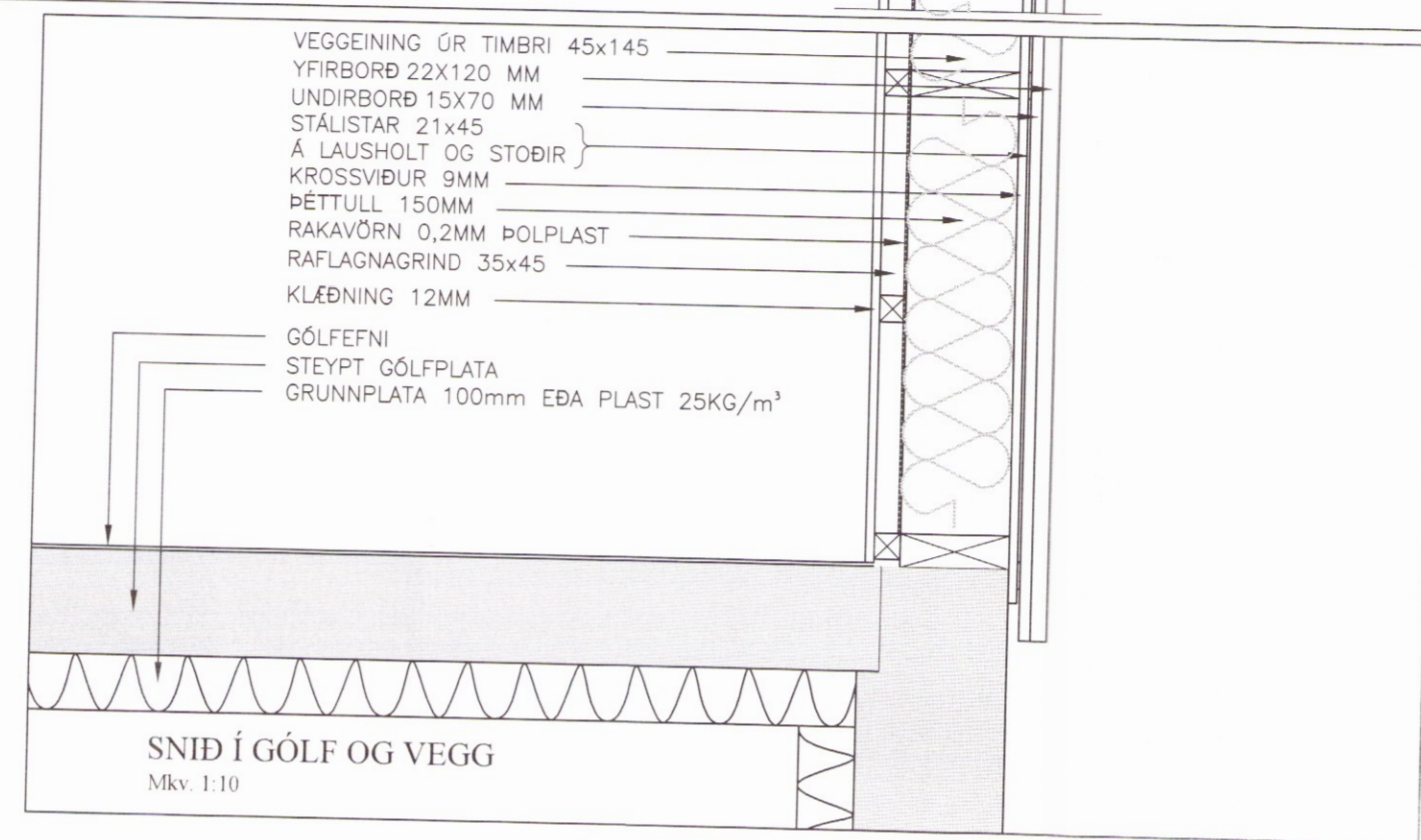 VEGGEINING ÚR TIMBRI 45x145
YFIRBORÐ 22X120 MM
UNDIRBORÐ 15X70 MM
STÁLISTAR 21x45
Á LAUSHOLT OG STOÐIR
KROSSVIÐUR 9MM
ÞÉTTULL 150MM
RAKAVÖRN 0,2MM ÞOLPLAST
RAFLAGNAGRIND 35x45
KLÆÐNING 12MM
GÓLFEFNI
STEYPT GÓLFPLATA
GRUNNPLATA 100mm EÐA PLAST 25KG/m³
SNIÐ Í GÓLF OG VEGG
Mkv. 1:10